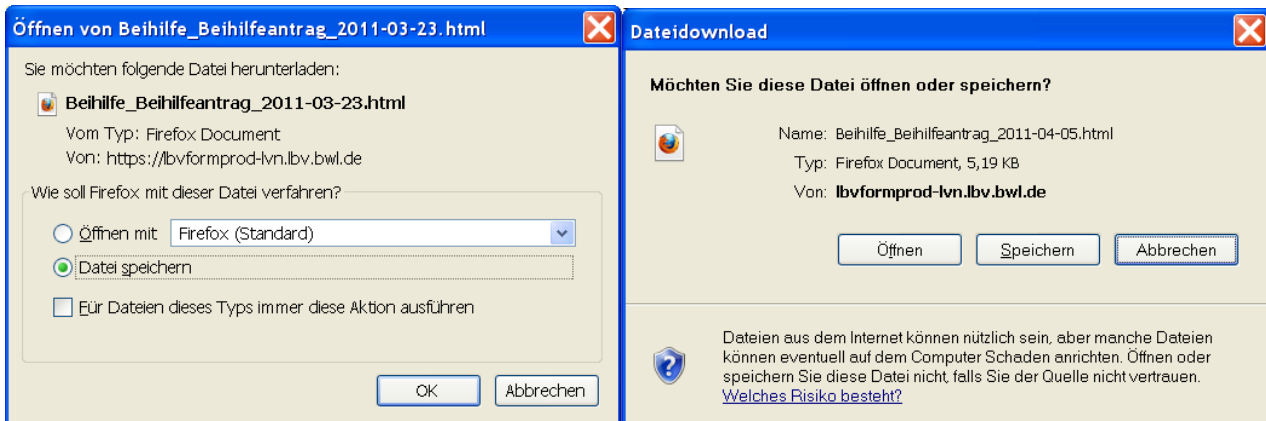 Öffnen von Beihilfe_Beihilfeantrag_2011-03-23.html
Sie möchten folgende Datei herunterladen:
Beihilfe_Beihilfeantrag_2011-03-23.html
Vom Typ: Firefox Document
Von: https://lbvformprod-lvn.lbv.bwl.de
Wie soll Firefox mit dieser Datei verfahren?
Öffnen mit Firefox (Standard)
Datei speichern
Für Dateien dieses Typs immer diese Aktion ausführen
OK Abbrechen
Dateidownload
Möchten Sie diese Datei öffnen oder speichern?
Name: Beihilfe_Beihilfeantrag_2011-04-05.html
Typ: Firefox Document, 5,19 KB
Von: lbvformprod-lvn.lbv.bwl.de
Öffnen Speichern Abbrechen
Dateien aus dem Internet können nützlich sein, aber manche Dateien
können eventuell auf dem Computer Schaden anrichten. Öffnen oder
speichern Sie diese Datei nicht, falls Sie der Quelle nicht vertrauen.
Welches Risiko besteht?